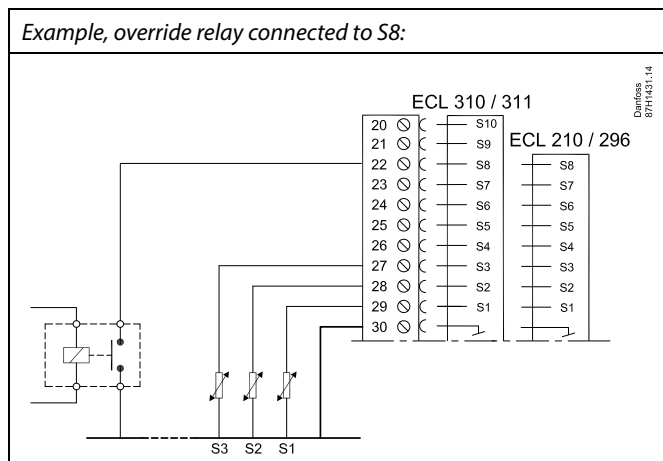 Example, override relay connected to S8:
Danfoss
87H1431.14
ECL 310 / 311
ECL 210 / 296
20 S10
21 S9
22 S8 S8
23 S7 S7
24 S6 S6
25 S5 S5
26 S4 S4
27 S3 S3
28 S2 S2
29 S1 S1
30
S3 S2 S1